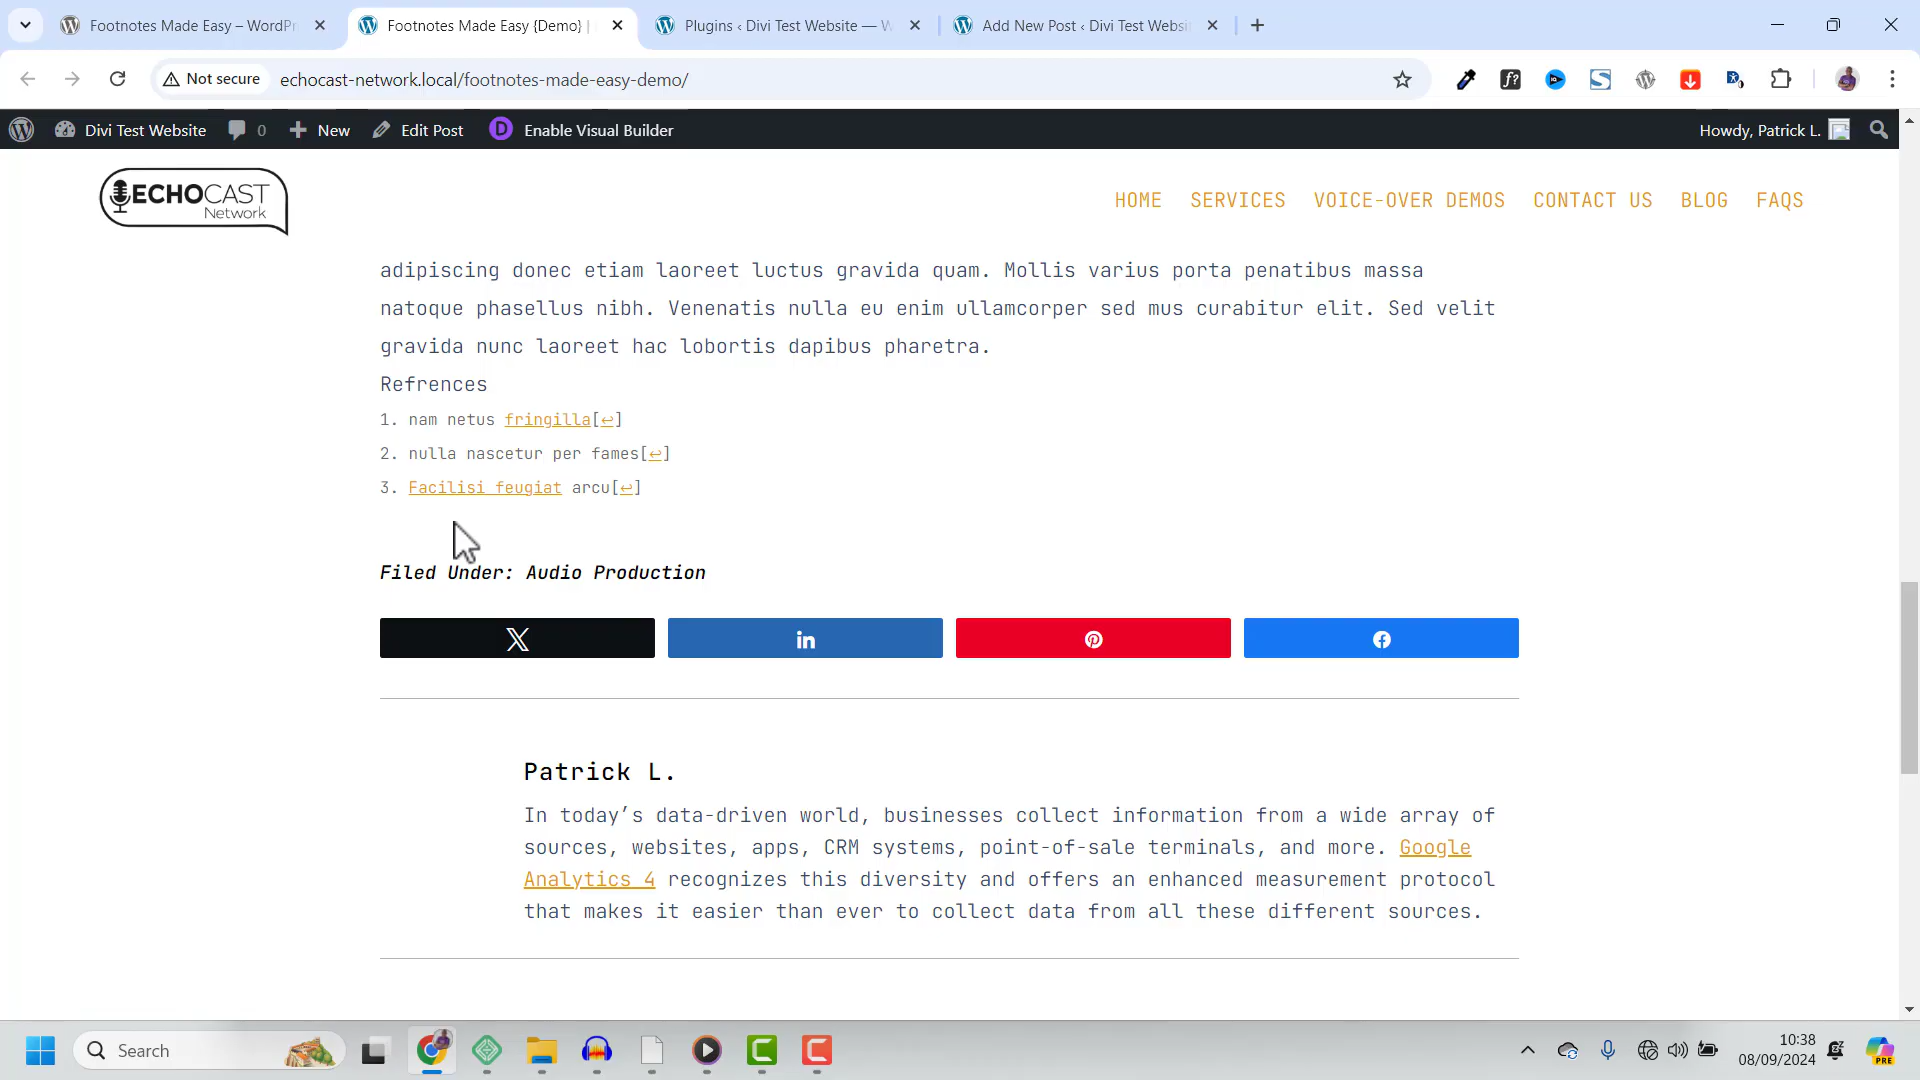 Footnotes Made Easy – WordPr
Footnotes Made Easy {Demo} |
Plugins ‹ Divi Test Website — W
Add New Post ‹ Divi Test Websi
Not secure
echocast-network.local/footnotes-made-easy-demo/
Divi Test Website
0
New
Edit Post
D
Enable Visual Builder
Howdy, Patrick L.
ECHOCAST
Network
HOME
SERVICES
VOICE-OVER DEMOS
CONTACT US
BLOG
FAQS
adipiscing donec etiam laoreet luctus gravida quam. Mollis varius porta penatibus massa
natoque phasellus nibh. Venenatis nulla eu enim ullamcorper sed mus curabitur elit. Sed velit
gravida nunc laoreet hac lobortis dapibus pharetra.
Refrences
1. nam netus fringilla[↩]
2. nulla nascetur per fames[↩]
3. Facilisi feugiat arcu[↩]
Filed Under: Audio Production
Patrick L.
In today’s data-driven world, businesses collect information from a wide array of
sources, websites, apps, CRM systems, point-of-sale terminals, and more. Google
Analytics 4 recognizes this diversity and offers an enhanced measurement protocol
that makes it easier than ever to collect data from all these different sources.
Search
10:38
08/09/2024
PRE